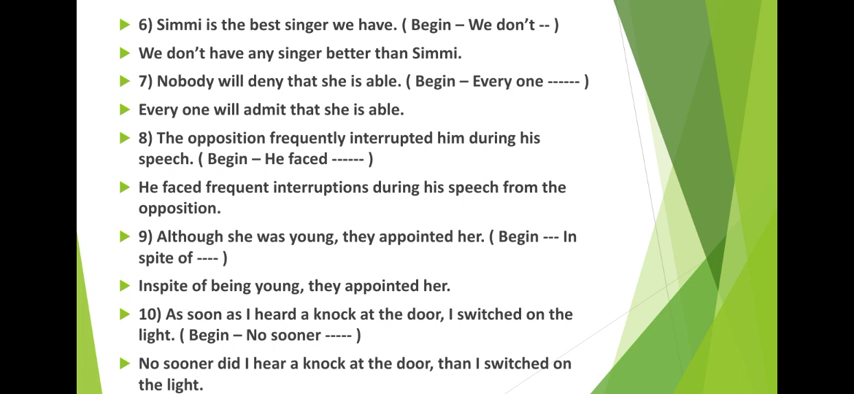 6) Simmi is the best singer we have. ( Begin – We don’t -- )
We don’t have any singer better than Simmi.
7) Nobody will deny that she is able. ( Begin – Every one ------ )
Every one will admit that she is able.
8) The opposition frequently interrupted him during his
speech. ( Begin – He faced ------ )
He faced frequent interruptions during his speech from the
opposition.
9) Although she was young, they appointed her. ( Begin --- In
spite of ---- )
Inspite of being young, they appointed her.
10) As soon as I heard a knock at the door, I switched on the
light. ( Begin – No sooner ----- )
No sooner did I hear a knock at the door, than I switched on
the light.